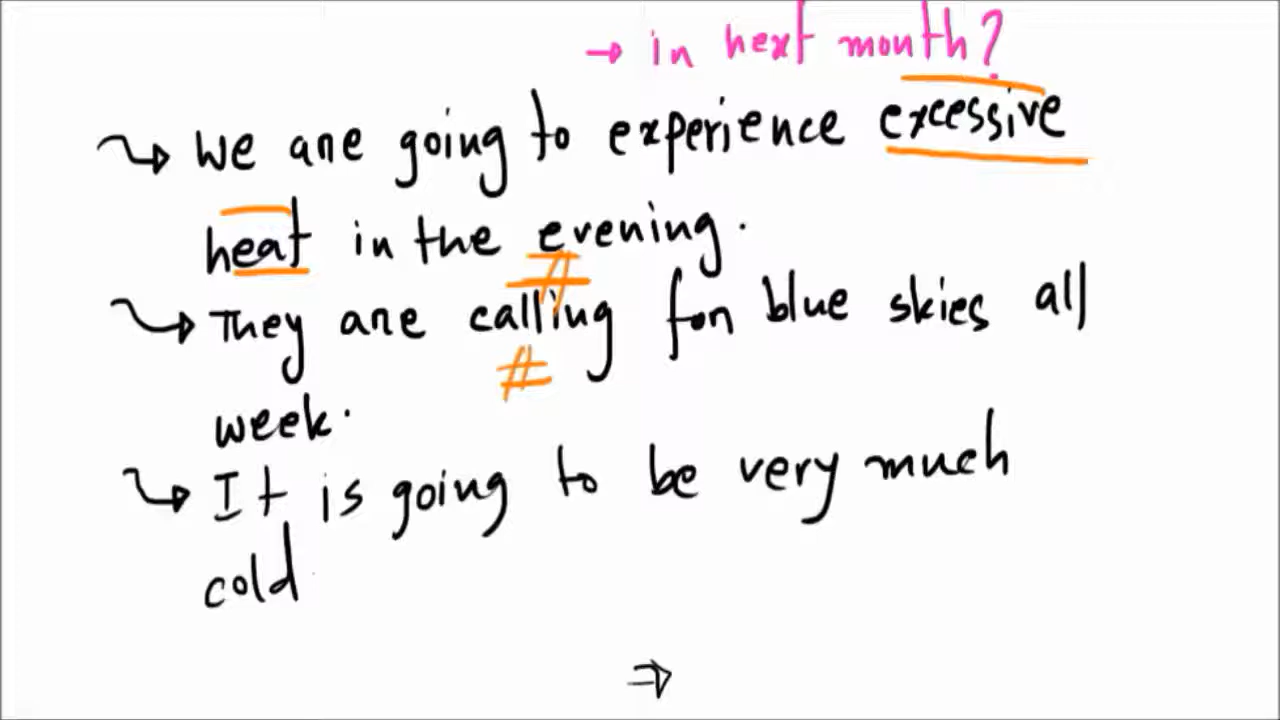 → in next month?
We are going to experience excessive
heat in the evening.
They are calling for blue skies all
week.
It is going to be very much
cold
⇒